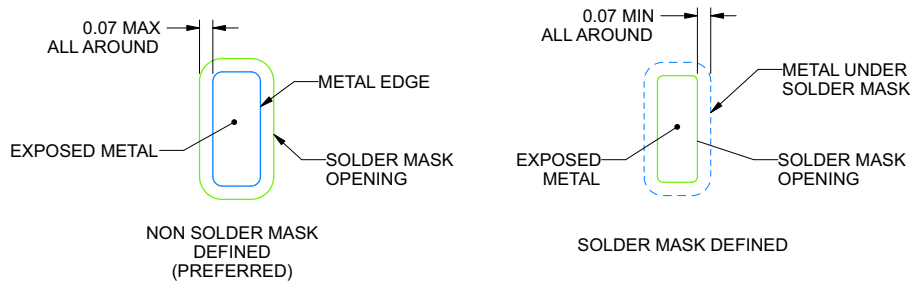 0.07 MAX
ALL AROUND
METAL EDGE
EXPOSED METAL
SOLDER MASK
OPENING
NON SOLDER MASK
DEFINED
(PREFERRED)
0.07 MIN
ALL AROUND
METAL UNDER
SOLDER MASK
EXPOSED
METAL
SOLDER MASK
OPENING
SOLDER MASK DEFINED